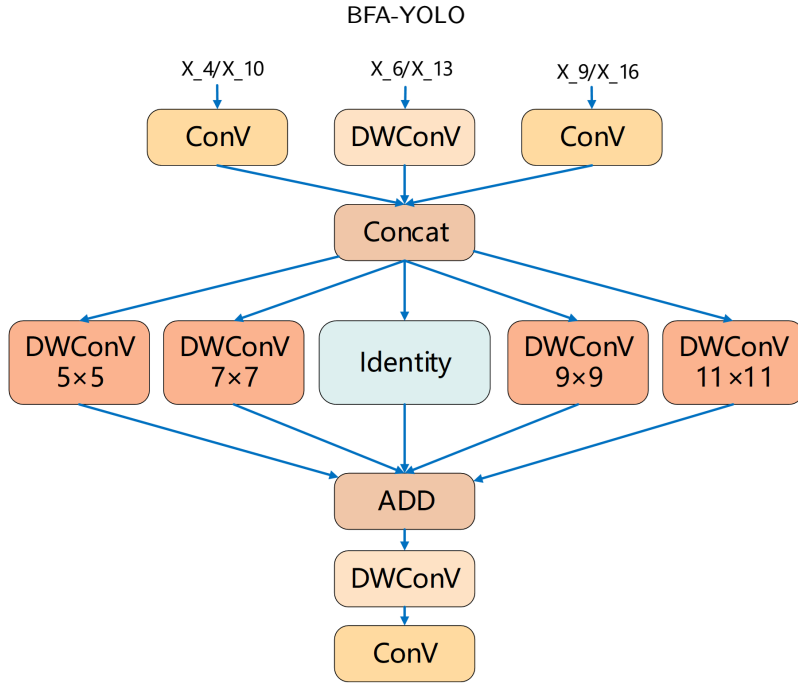 BFA-YOLO
X_4/X_10 X_6/X_13 X_9/X_16
ConV DWConV ConV
Concat
DWConV 5×5
DWConV 7×7
Identity
DWConV 9×9
DWConV 11×11
ADD
DWConV
ConV